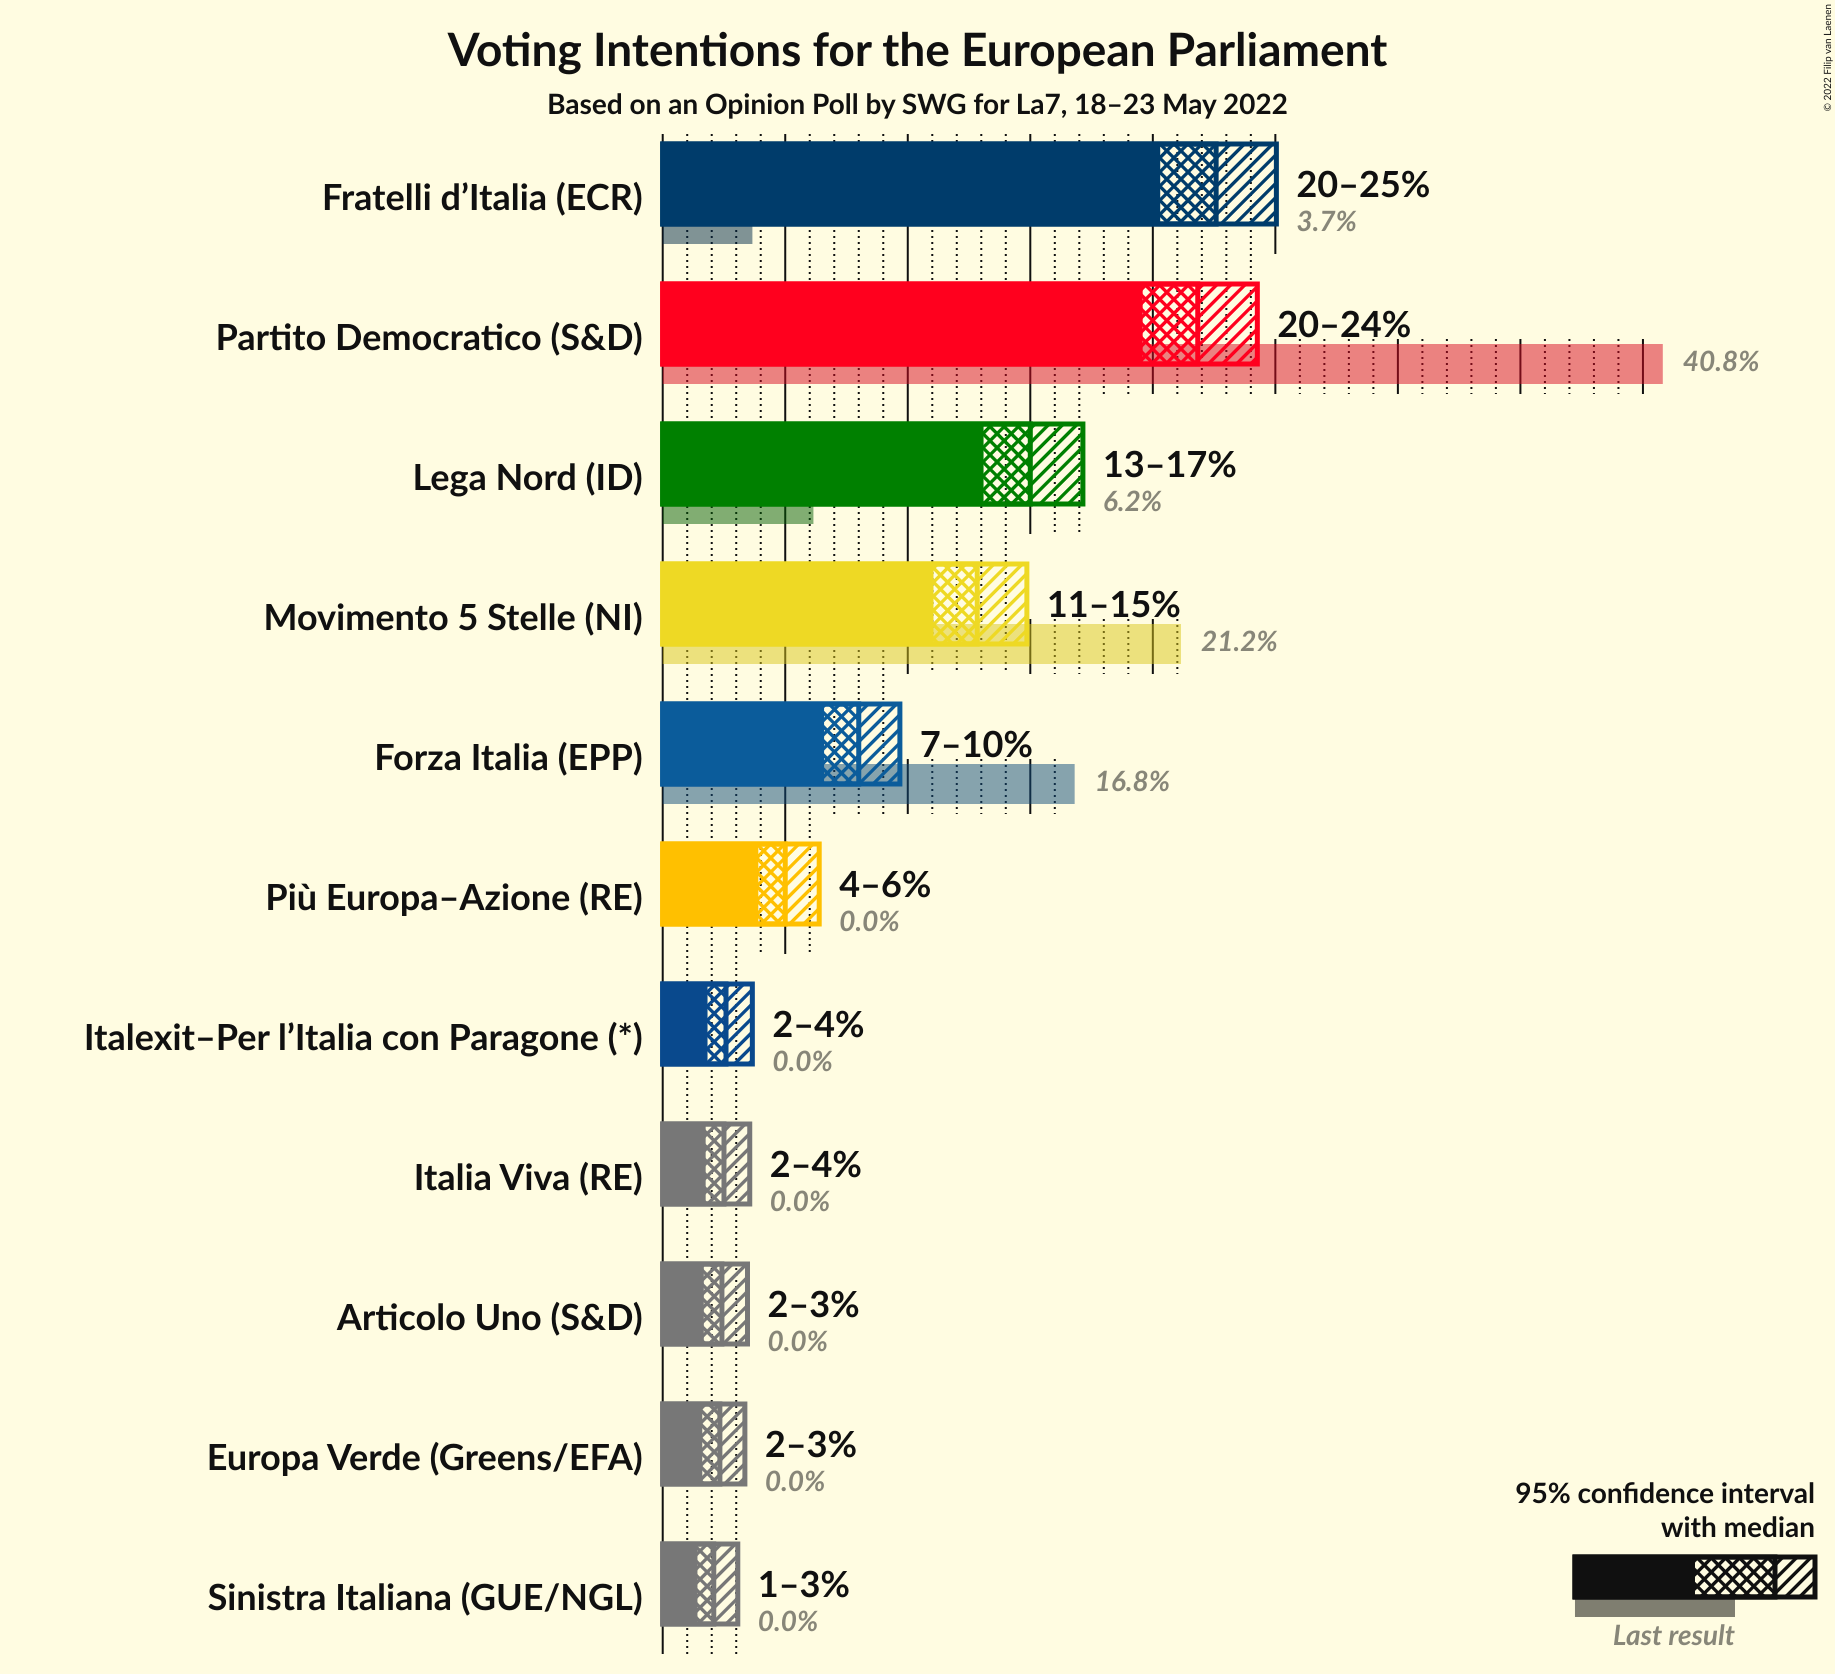 Voting Intentions for the European Parliament
Based on an Opinion Poll by SWG for La7, 18–23 May 2022
© 2022 Filip van Laenen
Fratelli d’Italia (ECR)
20–25%
3.7%
Partito Democratico (S&D)
20–24%
40.8%
Lega Nord (ID)
13–17%
6.2%
Movimento 5 Stelle (NI)
11–15%
21.2%
Forza Italia (EPP)
7–10%
16.8%
Più Europa–Azione (RE)
4–6%
0.0%
Italexit–Per l’Italia con Paragone (*)
2–4%
0.0%
Italia Viva (RE)
2–4%
0.0%
Articolo Uno (S&D)
2–3%
0.0%
Europa Verde (Greens/EFA)
2–3%
0.0%
Sinistra Italiana (GUE/NGL)
1–3%
0.0%
95% confidence interval
with median
Last result